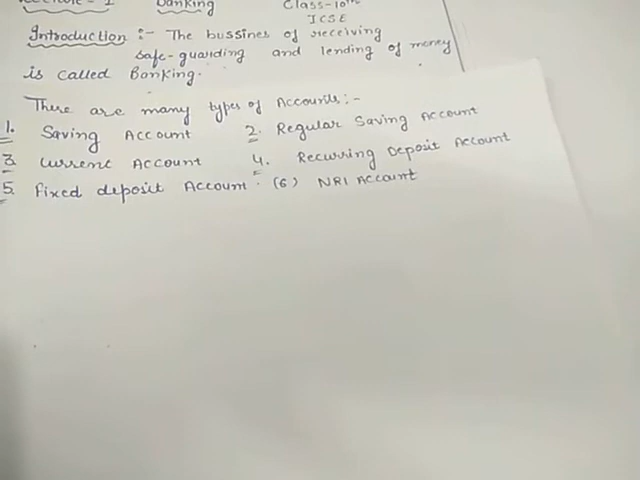 Banking Class-10th
ICSE
Introduction :- The bussines of receiving
safe-guarding and lending of money
is called Banking.
There are many types of Accounts:-
1. Saving Account 2. Regular Saving Account
3. Current Account 4. Recurring Deposit Account
5. Fixed deposit Account. (6) NRI Account